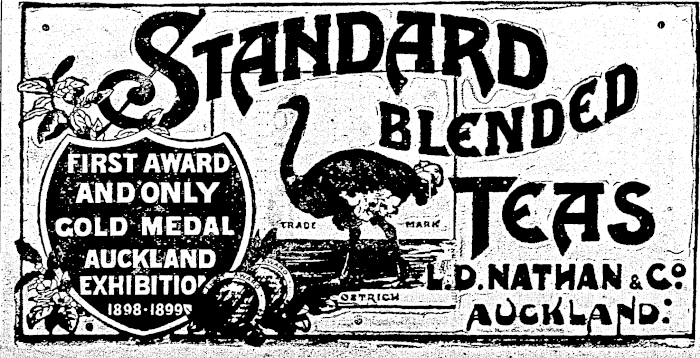 STANDARD
BLENDED
TEAS
FIRST AWARD
AND ONLY
GOLD MEDAL
AUCKLAND
EXHIBITION
1898-1899
TRADE MARK
OSTRICH
L.D. NATHAN & Co.
AUCKLAND.